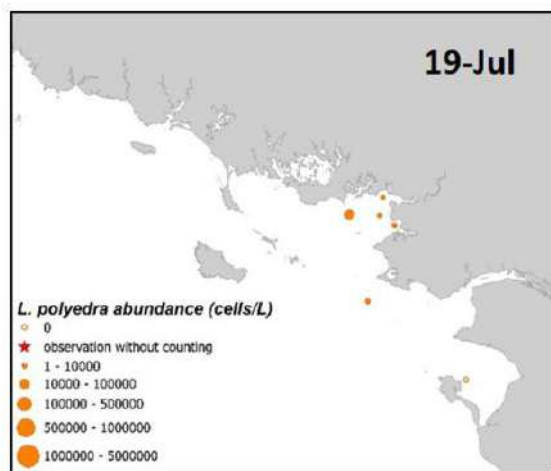 19-Jul
L. polyedra abundance (cells/L)
0
observation without counting
1 - 10000
10000 - 100000
100000 - 500000
500000 - 1000000
1000000 - 5000000